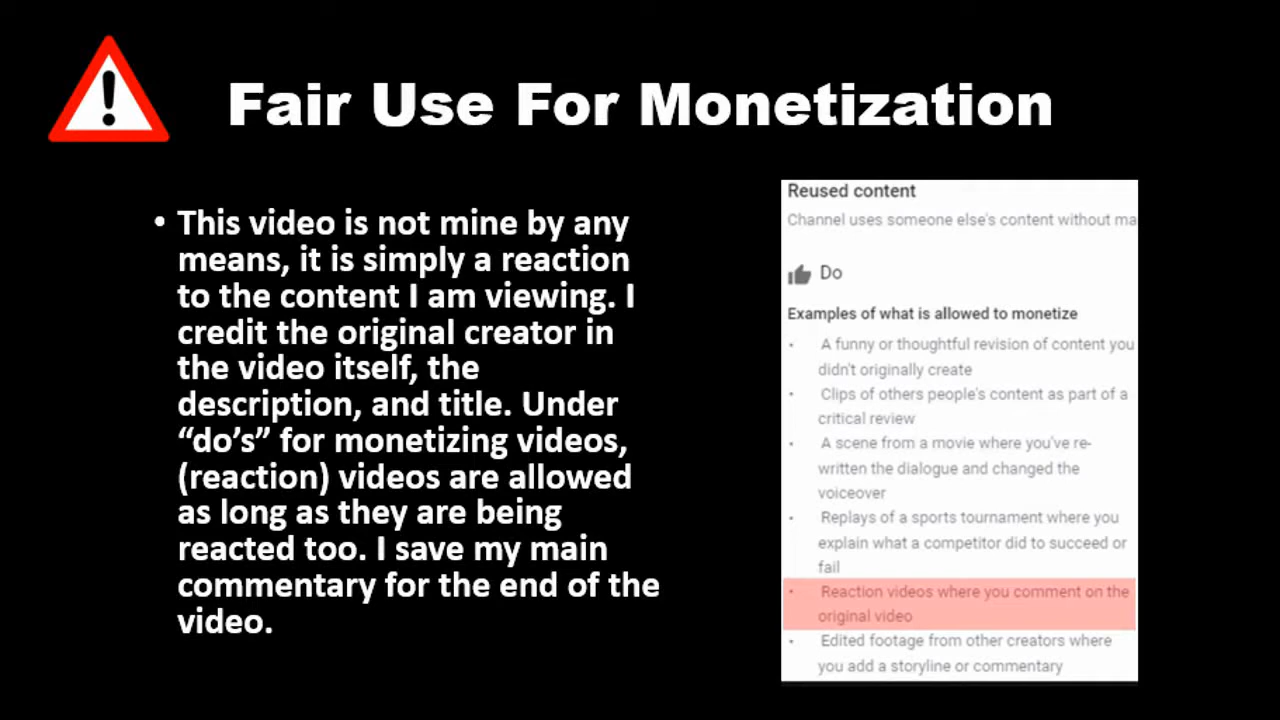 Fair Use For Monetization
• This video is not mine by any
means, it is simply a reaction
to the content I am viewing. I
credit the original creator in
the video itself, the
description, and title. Under
“do’s” for monetizing videos,
(reaction) videos are allowed
as long as they are being
reacted too. I save my main
commentary for the end of the
video.
Reused content
Channel uses someone else's content without ma
Do
Examples of what is allowed to monetize
• A funny or thoughtful revision of content you
didn't originally create
• Clips of others people's content as part of a
critical review
• A scene from a movie where you've re-
written the dialogue and changed the
voiceover
• Replays of a sports tournament where you
explain what a competitor did to succeed or
fail
• Reaction videos where you comment on the
original video
• Edited footage from other creators where
you add a storyline or commentary